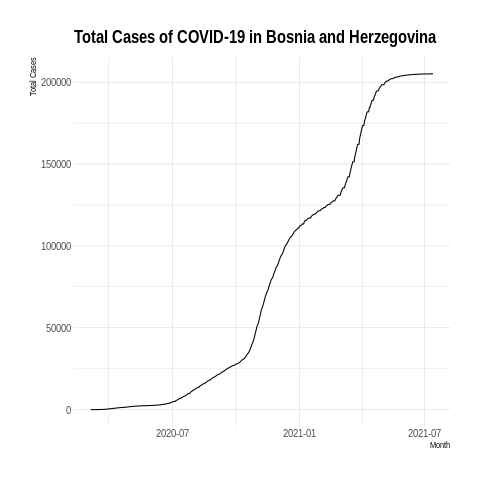 Total Cases of COVID-19 in Bosnia and Herzegovina
Total Cases
200000
150000
100000
50000
0
2020-07 2021-01 2021-07
Month